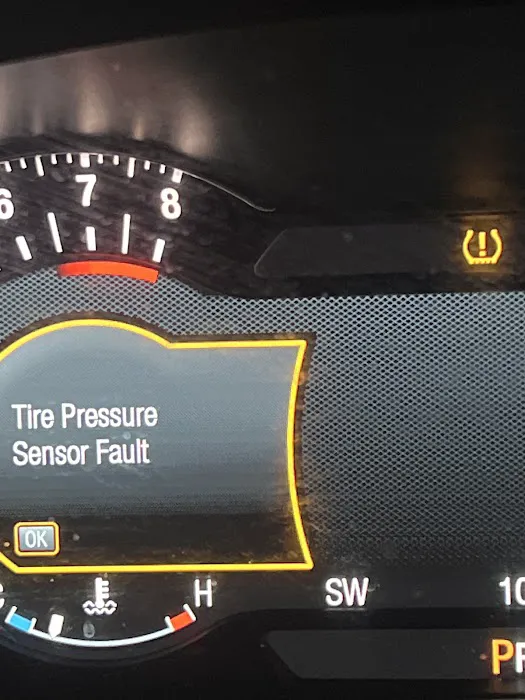 6 7 8
Tire Pressure
Sensor Fault
OK
H
SW
10
P